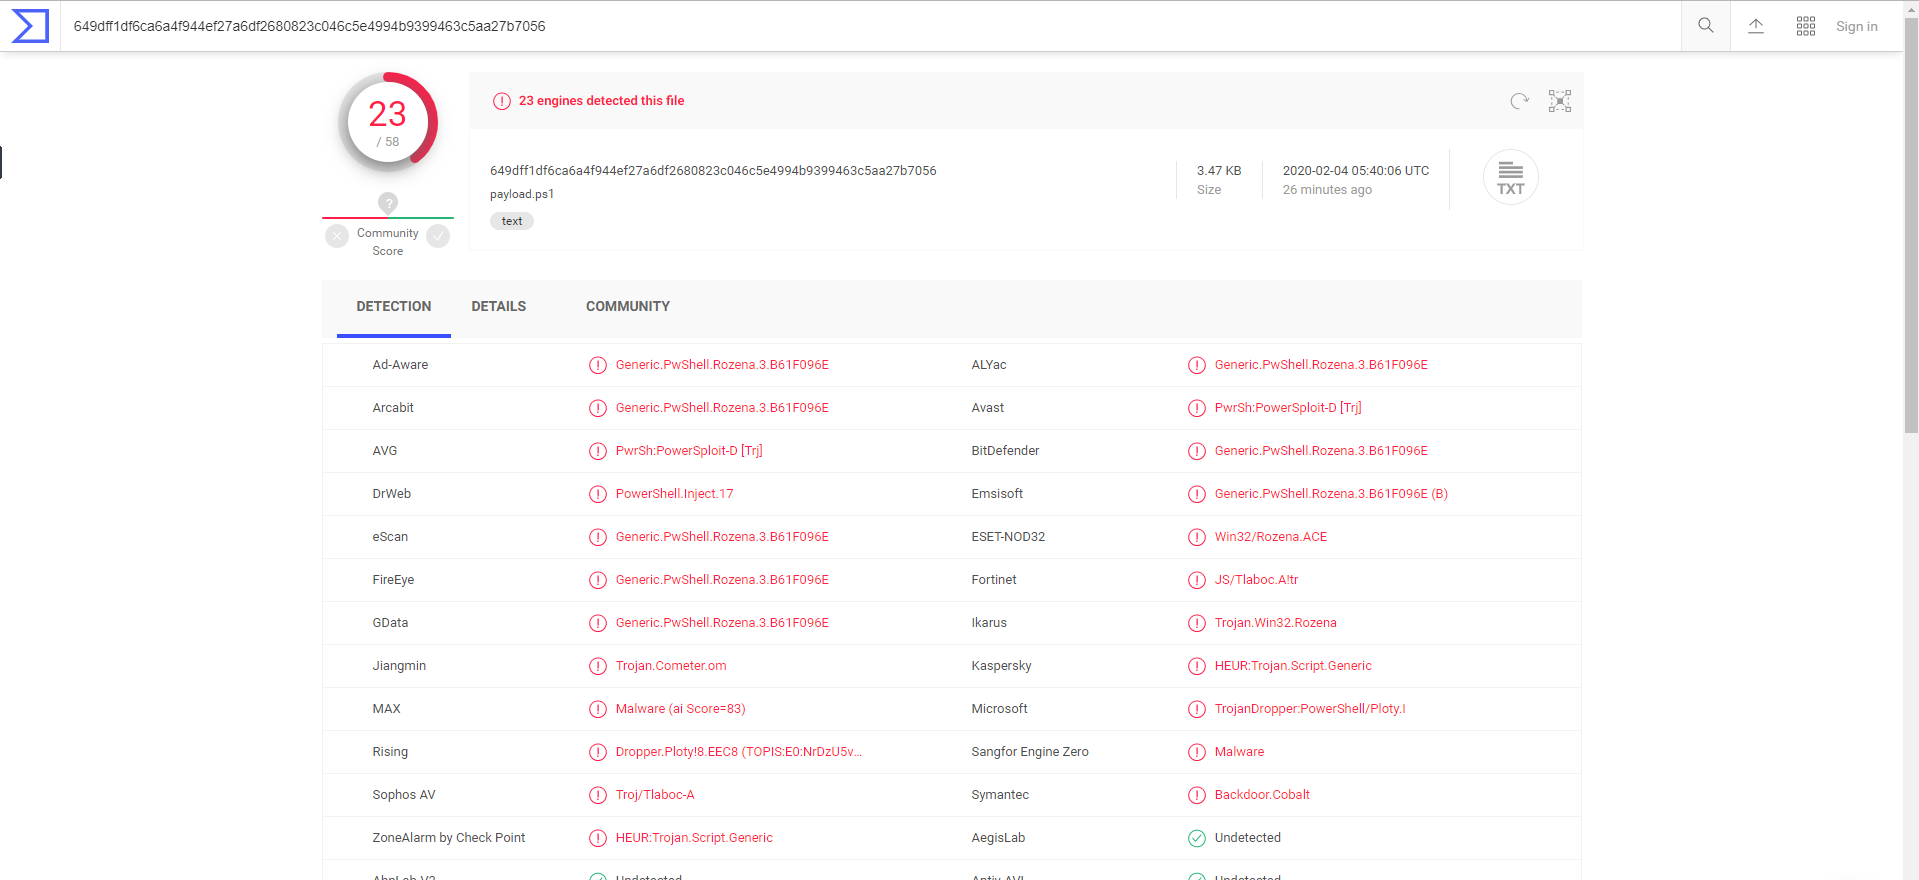 649dff1df6ca6a4f944ef27a6df2680823c046c5e4994b9399463c5aa27b7056
Sign in
23
/ 58
23 engines detected this file
649dff1df6ca6a4f944ef27a6df2680823c046c5e4994b9399463c5aa27b7056
payload.ps1
text
3.47 KB
Size
2020-02-04 05:40:06 UTC
26 minutes ago
TXT
?
Community
Score
DETECTION DETAILS COMMUNITY
Ad-Aware Generic.PwShell.Rozena.3.B61F096E ALYac Generic.PwShell.Rozena.3.B61F096E
Arcabit Generic.PwShell.Rozena.3.B61F096E Avast PwrSh:PowerSploit-D [Trj]
AVG PwrSh:PowerSploit-D [Trj] BitDefender Generic.PwShell.Rozena.3.B61F096E
DrWeb PowerShell.Inject.17 Emsisoft Generic.PwShell.Rozena.3.B61F096E (B)
eScan Generic.PwShell.Rozena.3.B61F096E ESET-NOD32 Win32/Rozena.ACE
FireEye Generic.PwShell.Rozena.3.B61F096E Fortinet JS/Tlaboc.A!tr
GData Generic.PwShell.Rozena.3.B61F096E Ikarus Trojan.Win32.Rozena
Jiangmin Trojan.Cometer.om Kaspersky HEUR:Trojan.Script.Generic
MAX Malware (ai Score=83) Microsoft TrojanDropper:PowerShell/Ploty.I
Rising Dropper.Ploty!8.EEC8 (TOPIS:E0:NrDzU5v... Sangfor Engine Zero Malware
Sophos AV Troj/Tlaboc-A Symantec Backdoor.Cobalt
ZoneAlarm by Check Point HEUR:Trojan.Script.Generic AegisLab Undetected
Undetected Undetected